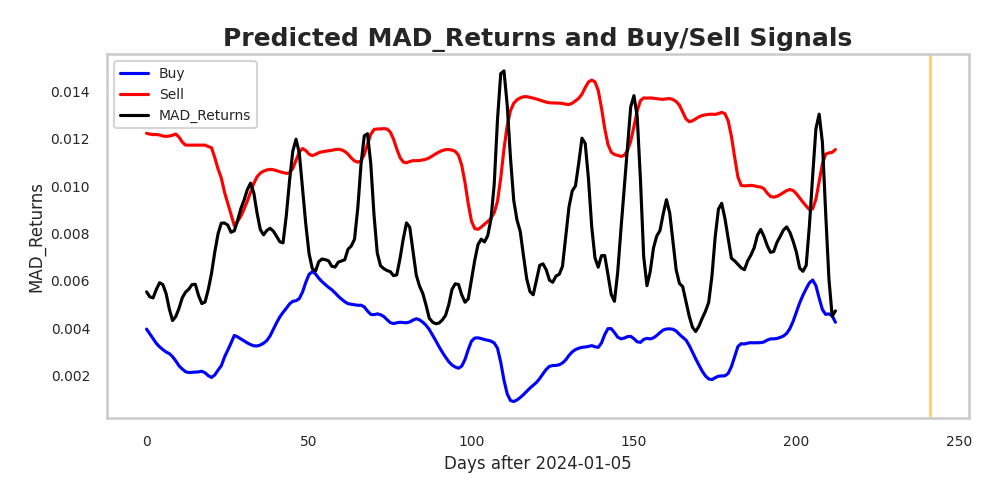 Predicted MAD_Returns and Buy/Sell Signals
Buy
Sell
MAD_Returns
MAD_Returns
0.014
0.012
0.010
0.008
0.006
0.004
0.002
0 50 100 150 200 250
Days after 2024-01-05